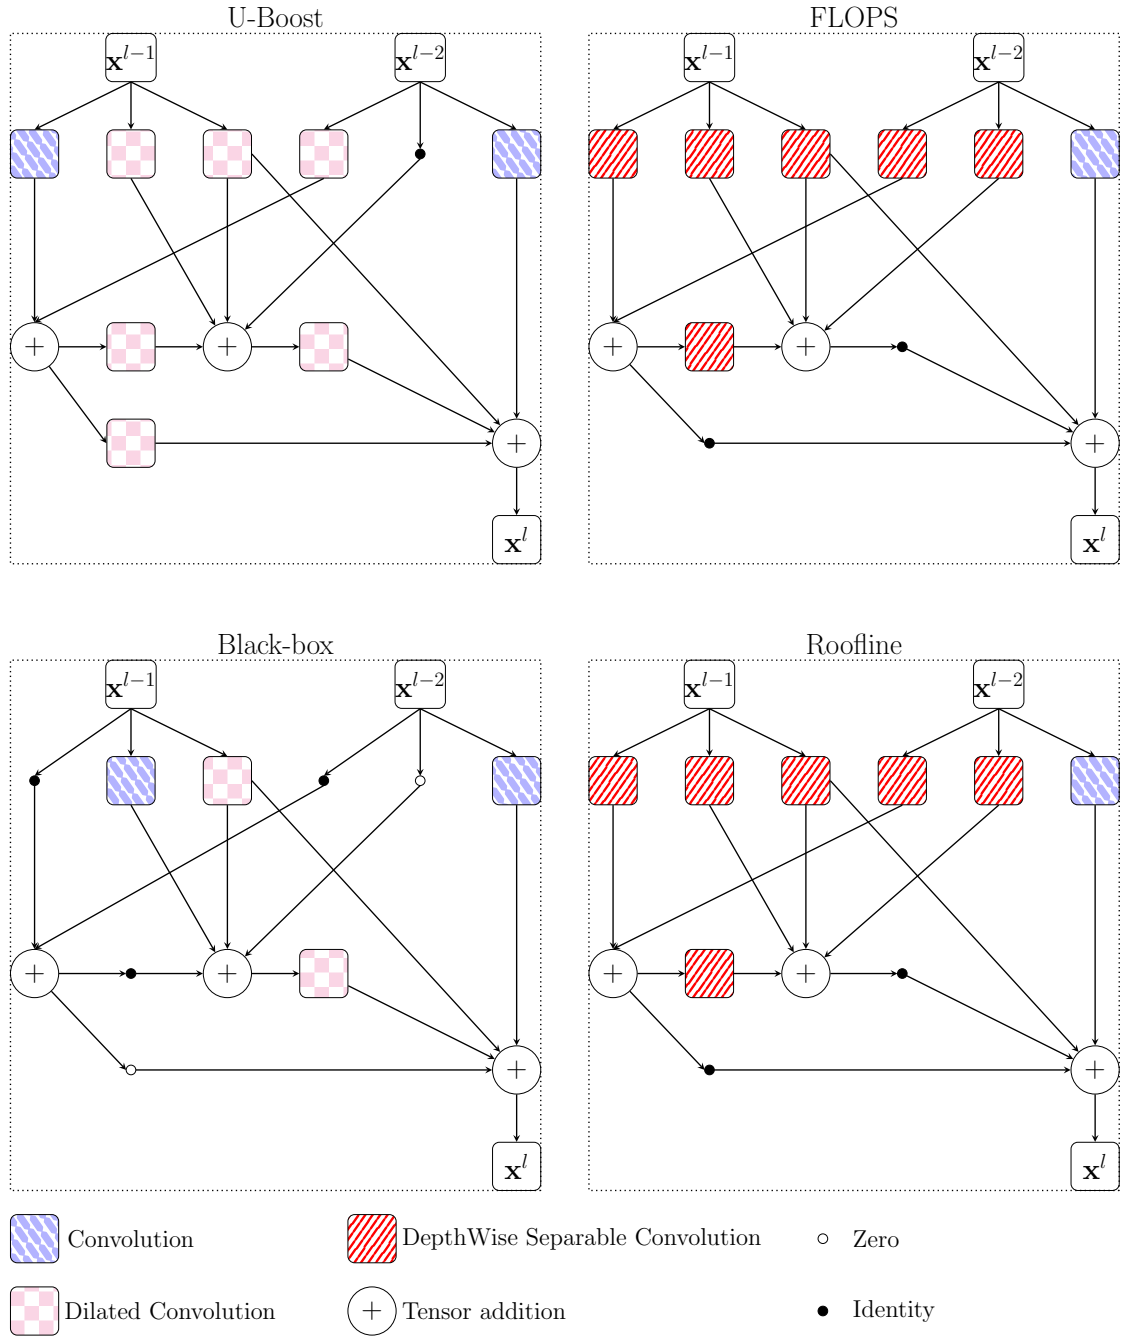 U-Boost
FLOPS
x^{l−1}
x^{l−2}
x^{l−1}
x^{l−2}
+
+
+
+
+
+
x^l
x^l
Black-box
Roofline
x^{l−1}
x^{l−2}
x^{l−1}
x^{l−2}
+
+
+
+
+
+
x^l
x^l
Convolution
DepthWise Separable Convolution
Zero
Dilated Convolution
+
Tensor addition
Identity